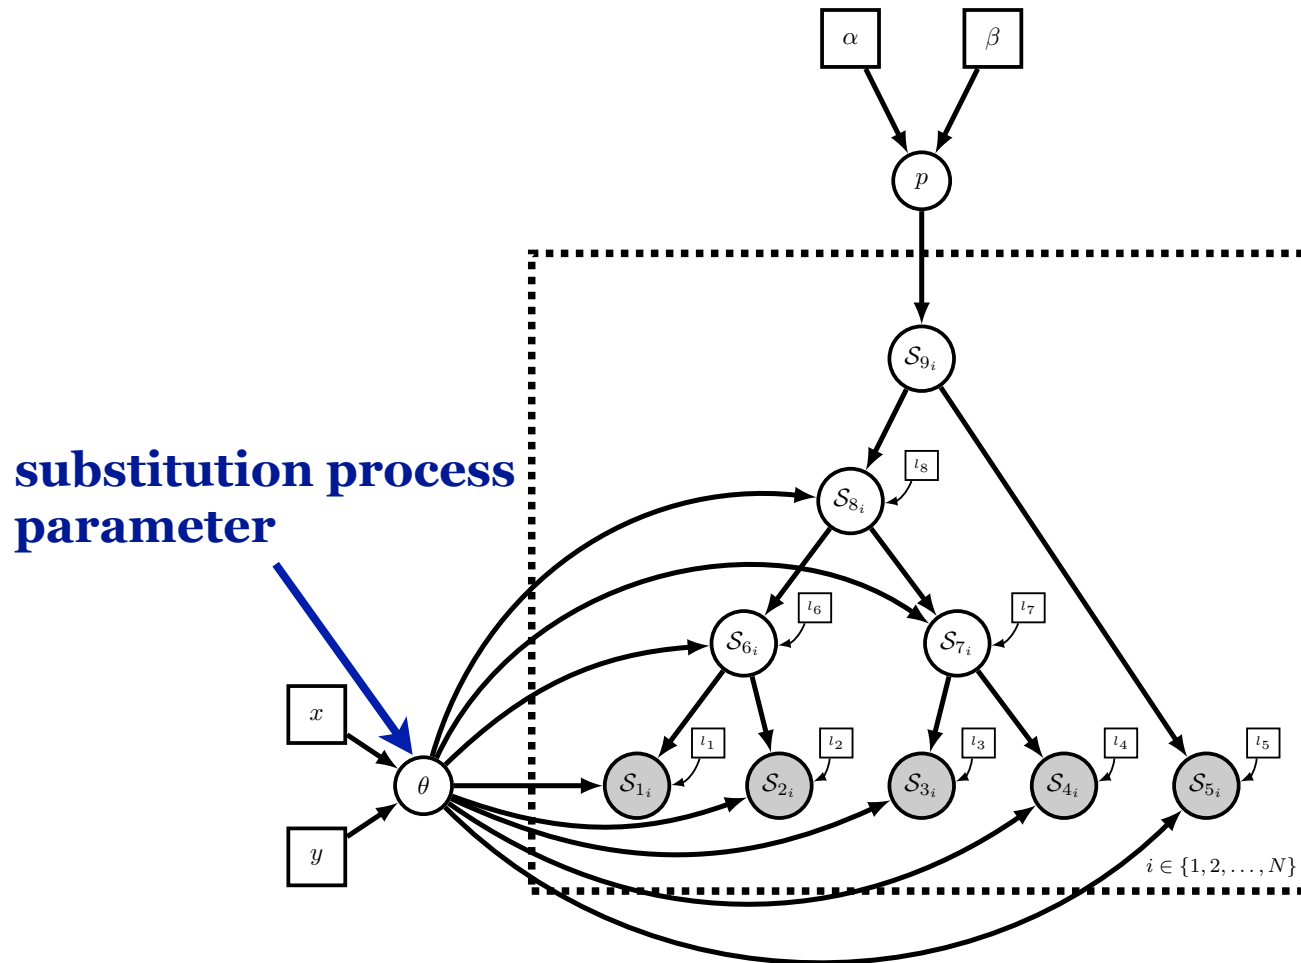 α
β
p
S9i
substitution process
parameter
l8
S8i
l6
l7
S6i
S7i
x
l1
l2
l3
l4
l5
θ
S1i
S2i
S3i
S4i
S5i
y
i ∈ {1, 2, . . . , N}